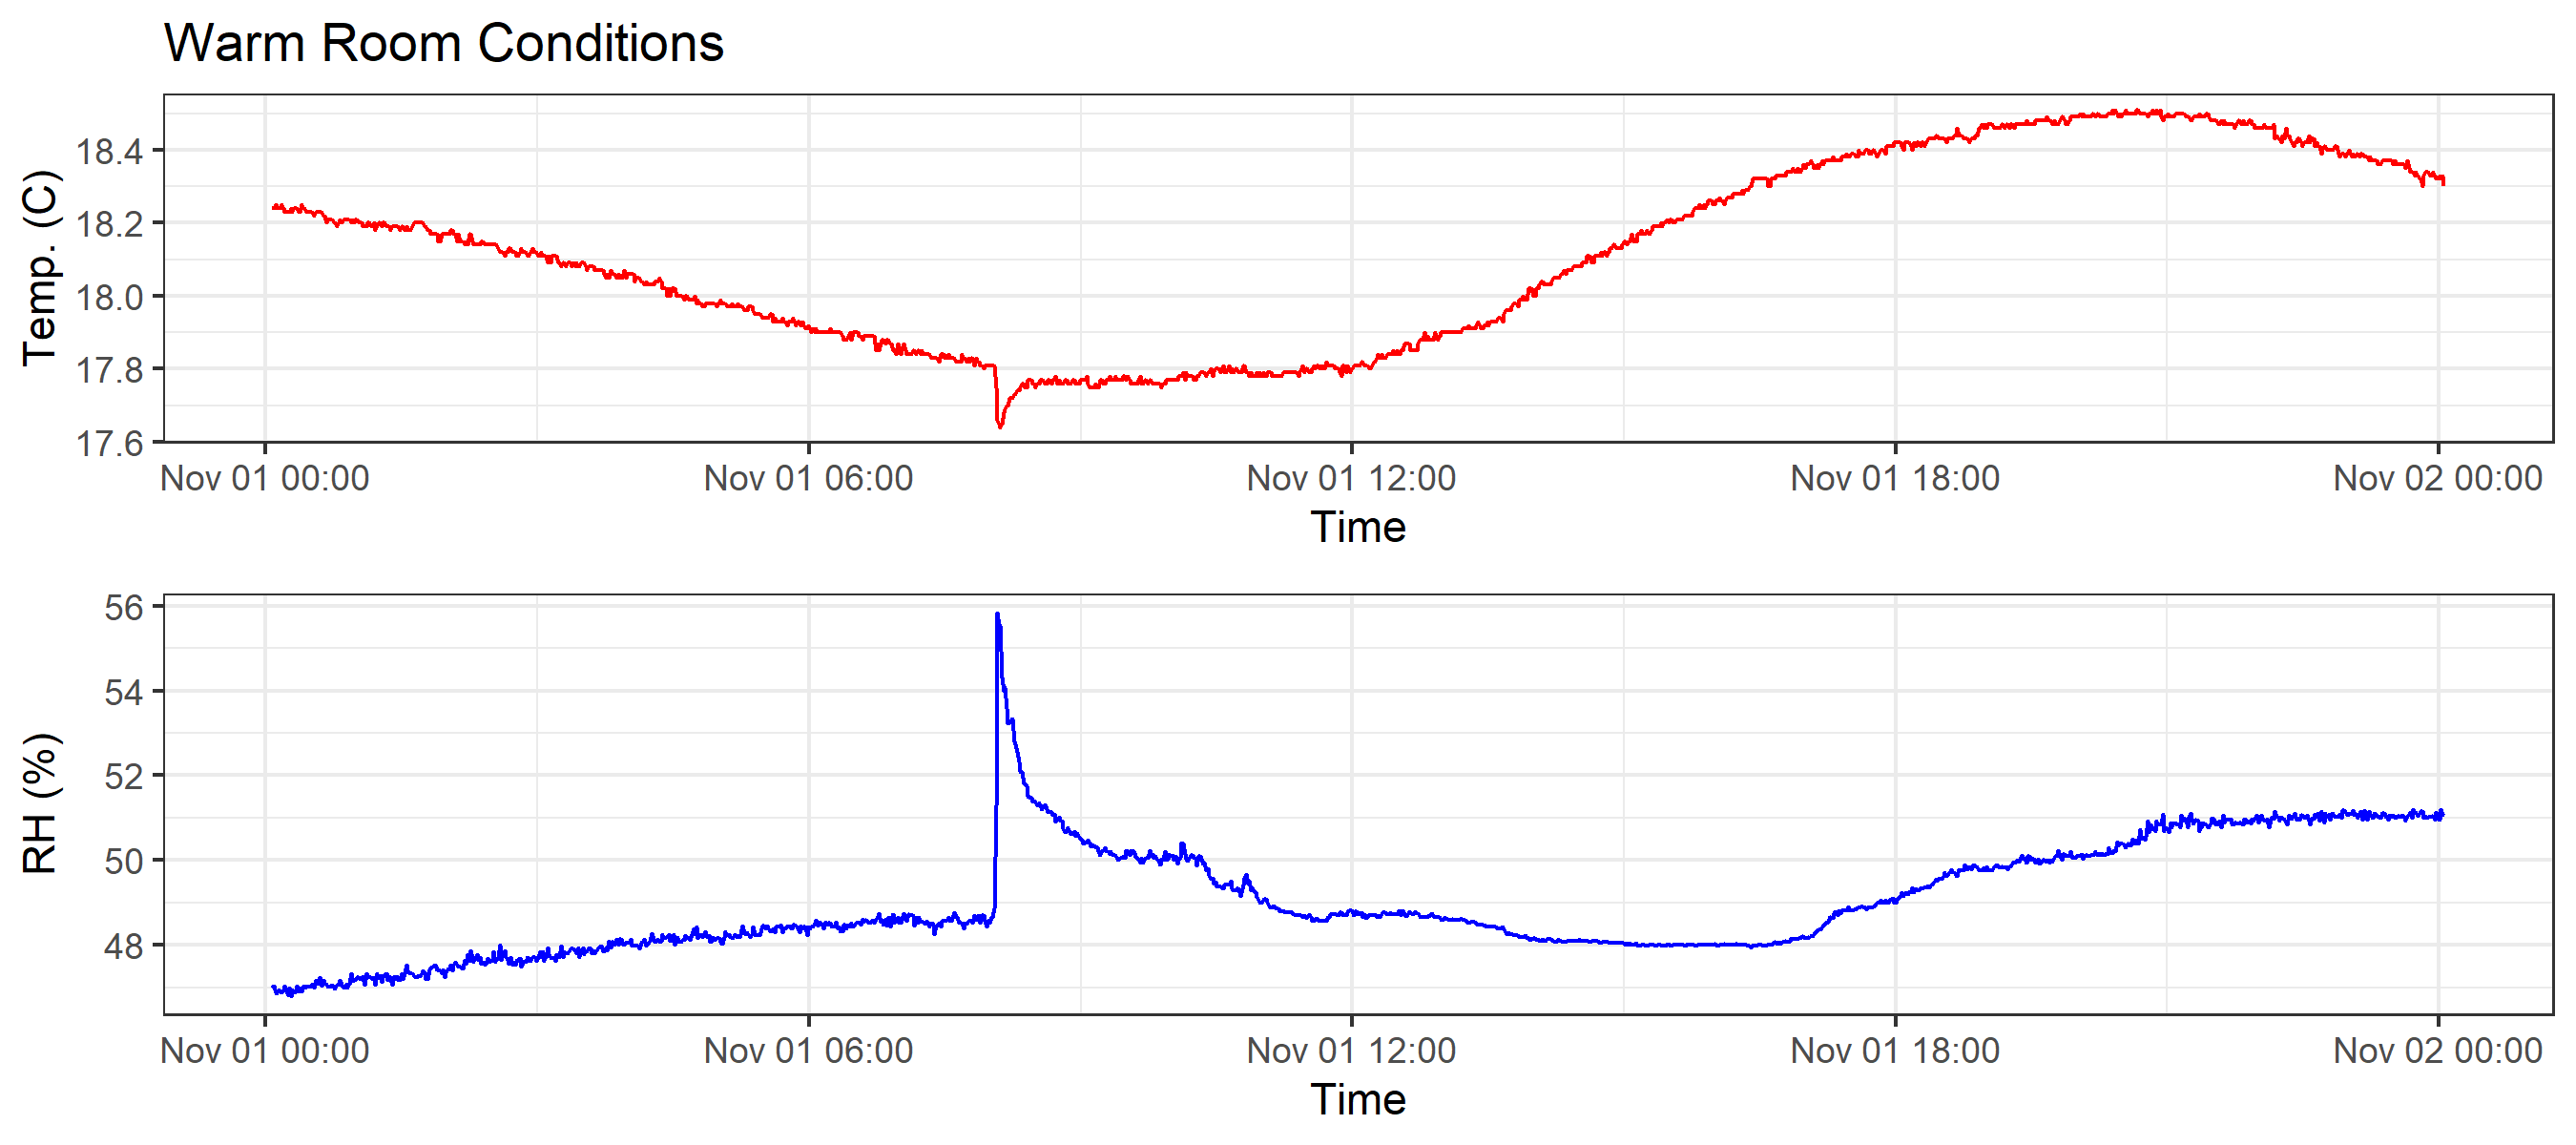 Warm Room Conditions
Temp. (C)
18.4
18.2
18.0
17.8
17.6
Nov 01 00:00 Nov 01 06:00 Nov 01 12:00 Nov 01 18:00 Nov 02 00:00
Time
RH (%)
56
54
52
50
48
Nov 01 00:00 Nov 01 06:00 Nov 01 12:00 Nov 01 18:00 Nov 02 00:00
Time